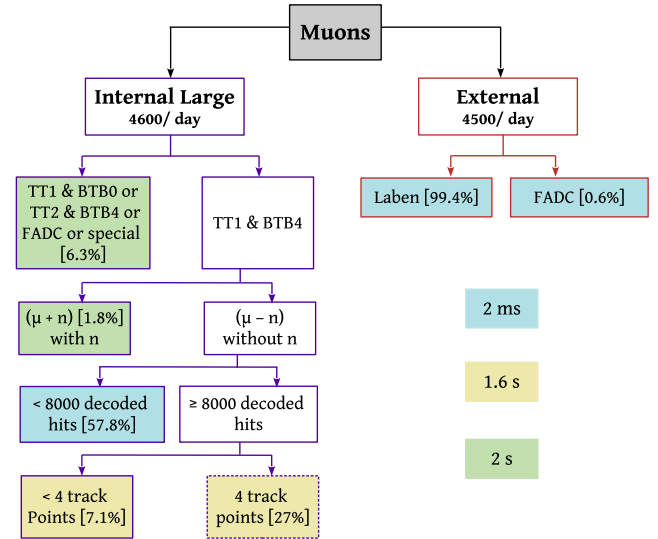 Muons
Internal Large
4600/ day
External
4500/ day
TT1 & BTB0 or
TT2 & BTB4 or
FADC or special
[6.3%]
TT1 & BTB4
Laben [99.4%]
FADC [0.6%]
(μ + n) [1.8%]
with n
(μ – n)
without n
2 ms
< 8000 decoded
hits [57.8%]
≥ 8000 decoded
hits
1.6 s
< 4 track
Points [7.1%]
4 track
points [27%]
2 s